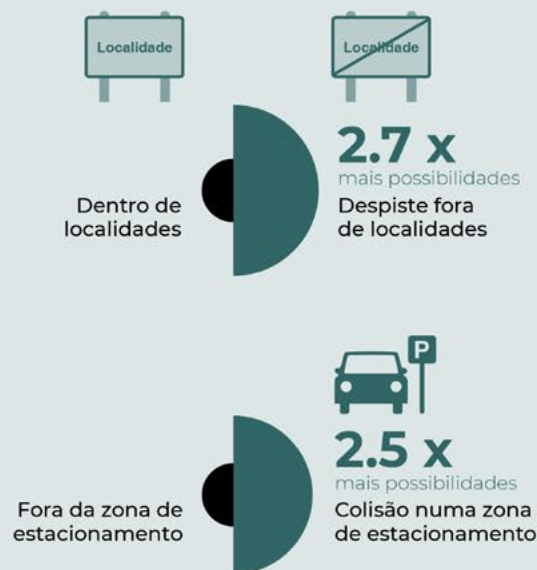 Localidade
Localidade
2.7 x
mais possibilidades
Dentro de
localidades
Despiste fora
de localidades
P
2.5 x
mais possibilidades
Fora da zona de
estacionamento
Colisão numa zona
de estacionamento